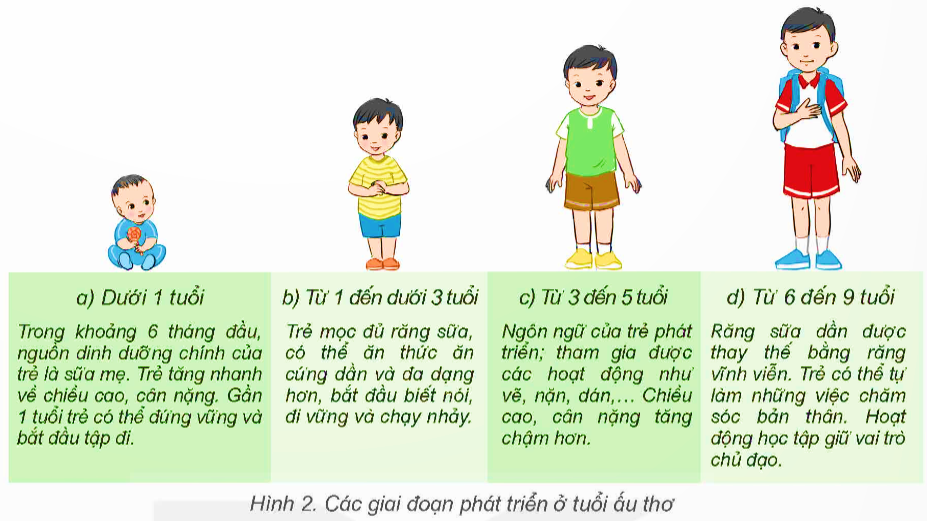 a) Dưới 1 tuổi
Trong khoảng 6 tháng đầu,
nguồn dinh dưỡng chính của
trẻ là sữa mẹ. Trẻ tăng nhanh
về chiều cao, cân nặng. Gần
1 tuổi trẻ có thể đứng vững và
bắt đầu tập đi.
b) Từ 1 đến dưới 3 tuổi
Trẻ mọc đủ răng sữa,
có thể ăn thức ăn
cứng dần và đa dạng
hơn, bắt đầu biết nói,
đi vững và chạy nhảy.
c) Từ 3 đến 5 tuổi
Ngôn ngữ của trẻ phát
triển; tham gia được
các hoạt động như
vẽ, nặn, dán,... Chiều
cao, cân nặng tăng
chậm hơn.
d) Từ 6 đến 9 tuổi
Răng sữa dần được
thay thế bằng răng
vĩnh viễn. Trẻ có thể tự
làm những việc chăm
sóc bản thân. Hoạt
động học tập giữ vai trò
chủ đạo.
Hình 2. Các giai đoạn phát triển ở tuổi ấu thơ